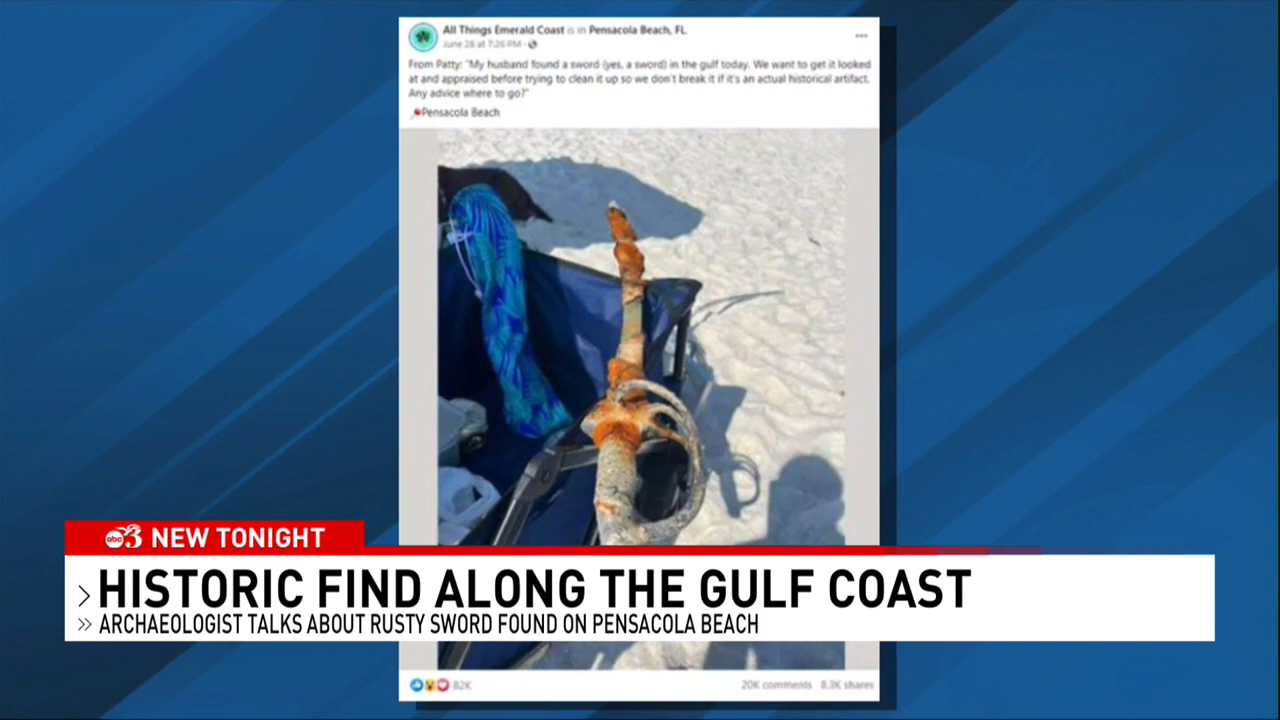 All Things Emerald Coast is in Pensacola Beach, FL.
June 28 at 7:26 PM
From Patty: "My husband found a sword (yes, a sword) in the gulf today. We want to get it looked
at and appraised before trying to clean it up so we don't break it if it's an actual historical artifact.
Any advice where to go?"
Pensacola Beach
abc 3 NEW TONIGHT
HISTORIC FIND ALONG THE GULF COAST
ARCHAEOLOGIST TALKS ABOUT RUSTY SWORD FOUND ON PENSACOLA BEACH
82K 20K comments 8.3K shares